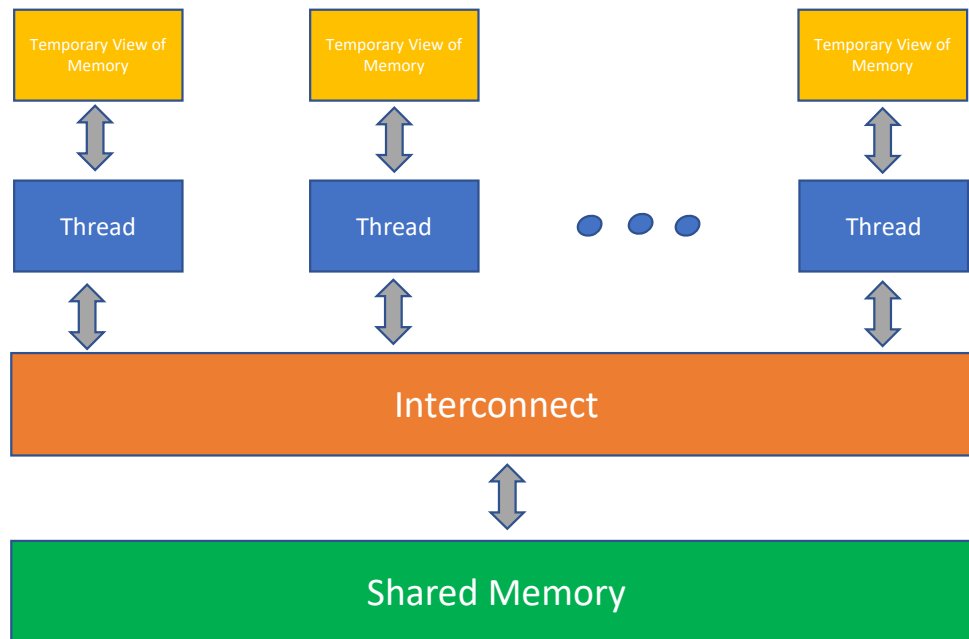 Temporary View of
Memory
Temporary View of
Memory
Temporary View of
Memory
Thread
Thread
Thread
Interconnect
Shared Memory